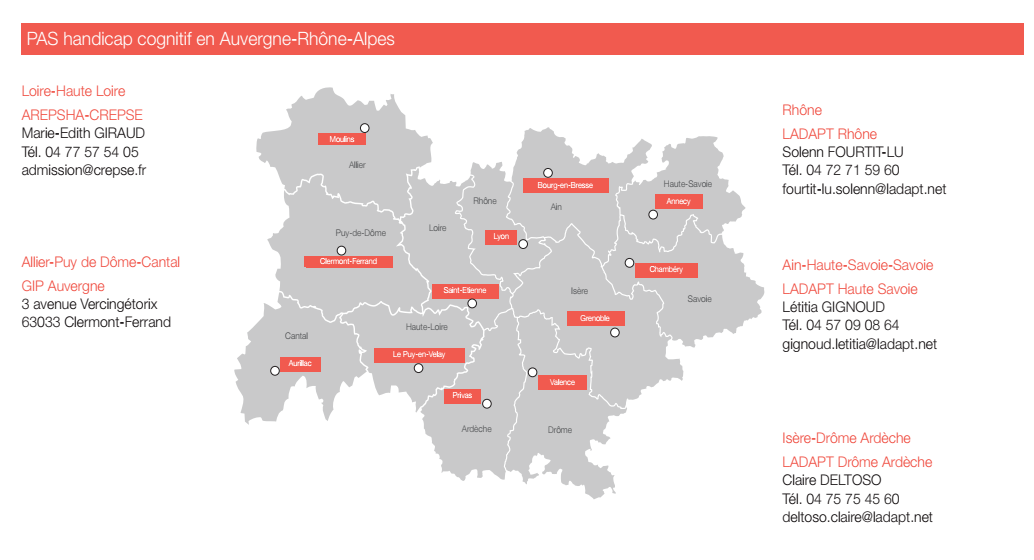 PAS handicap cognitif en Auvergne-Rhône-Alpes
Loire-Haute Loire
AREPSHA-CREPSE
Marie-Edith GIRAUD
Tél. 04 77 57 54 05
admission@crepse.fr
Allier-Puy de Dôme-Cantal
GIP Auvergne
3 avenue Vercingétorix
63033 Clermont-Ferrand
Moulins
Allier
Bourg-en-Bresse
Ain
Haute-Savoie
Annecy
Rhône
Loire
Lyon
Puy-de-Dôme
Clermont-Ferrand
Chambéry
Savoie
Saint-Etienne
Isère
Grenoble
Haute-Loire
Le Puy-en-Velay
Cantal
Aurillac
Privas
Ardèche
Valence
Drôme
Rhône
LADAPT Rhône
Solenn FOURTIT-LU
Tél. 04 72 71 59 60
fourtit-lu.solenn@ladapt.net
Ain-Haute-Savoie-Savoie
LADAPT Haute Savoie
Létitia GIGNOUD
Tél. 04 57 09 08 64
gignoud.letitia@ladapt.net
Isère-Drôme Ardèche
LADAPT Drôme Ardèche
Claire DELTOSO
Tél. 04 75 75 45 60
deltoso.claire@ladapt.net